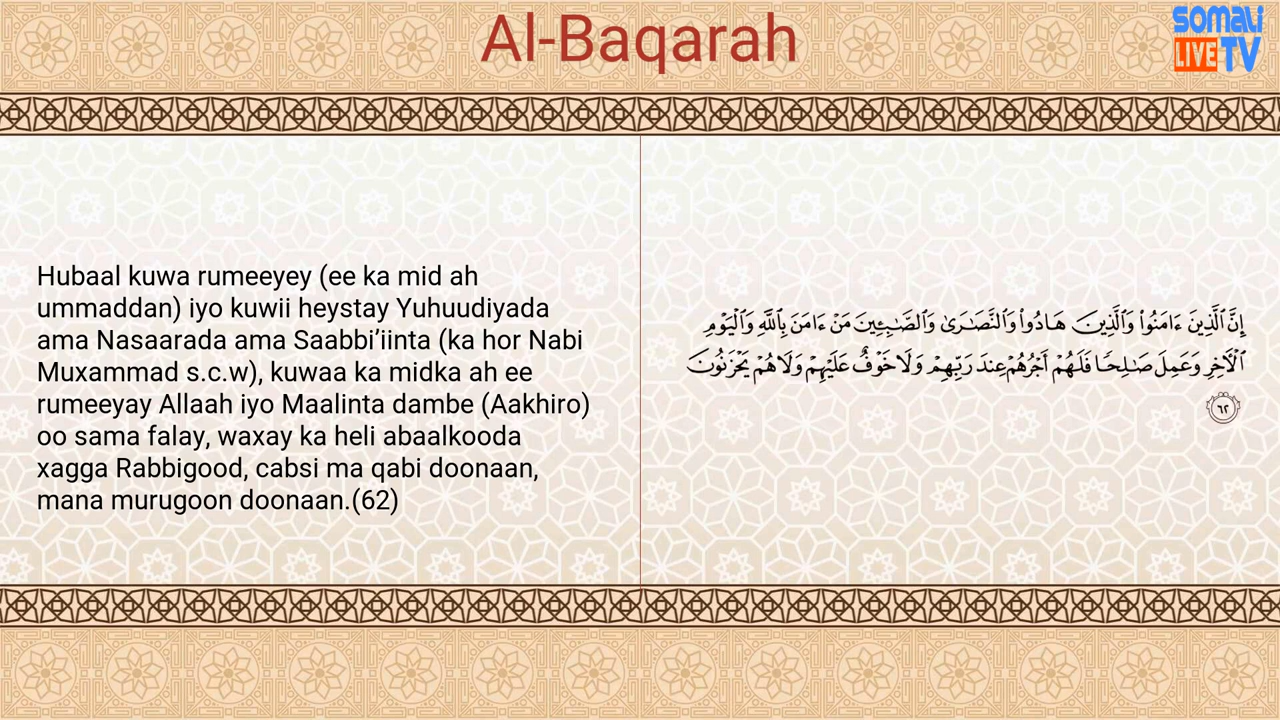 Al-Baqarah
SOMALI
LIVE TV
Hubaal kuwa rumeeyey (ee ka mid ah
ummaddan) iyo kuwii heystay Yuhuudiyada
ama Nasaarada ama Saabbi’iinta (ka hor Nabi
Muxammad s.c.w), kuwaa ka midka ah ee
rumeeyay Allaah iyo Maalinta dambe (Aakhiro)
oo sama falay, waxay ka heli abaalkooda
xagga Rabbigood, cabsi ma qabi doonaan,
mana murugoon doonaan.(62)
إِنَّ ٱلَّذِينَ ءَامَنُوا۟ وَٱلَّذِينَ هَادُوا۟ وَٱلنَّصَـٰرَىٰ وَٱلصَّـٰبِـِٔينَ مَنْ ءَامَنَ بِٱللَّهِ وَٱلْيَوْمِ
ٱلْـَٔاخِرِ وَعَمِلَ صَـٰلِحًا فَلَهُمْ أَجْرُهُمْ عِندَ رَبِّهِمْ وَلَا خَوْفٌ عَلَيْهِمْ وَلَا هُمْ يَحْزَنُونَ
٦٢